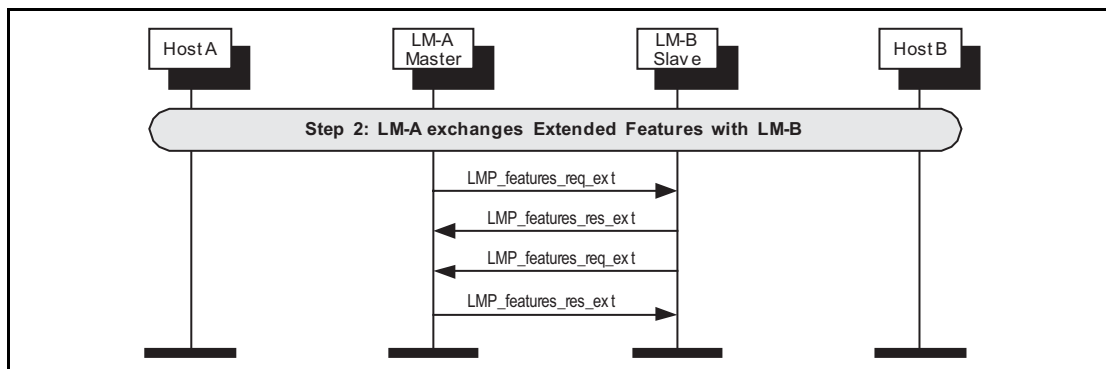 Host A
LM-A
Master
LM-B
Slave
Host B
Step 2: LM-A exchanges Extended Features with LM-B
LMP_features_req_ext
LMP_features_res_ext
LMP_features_req_ext
LMP_features_res_ext